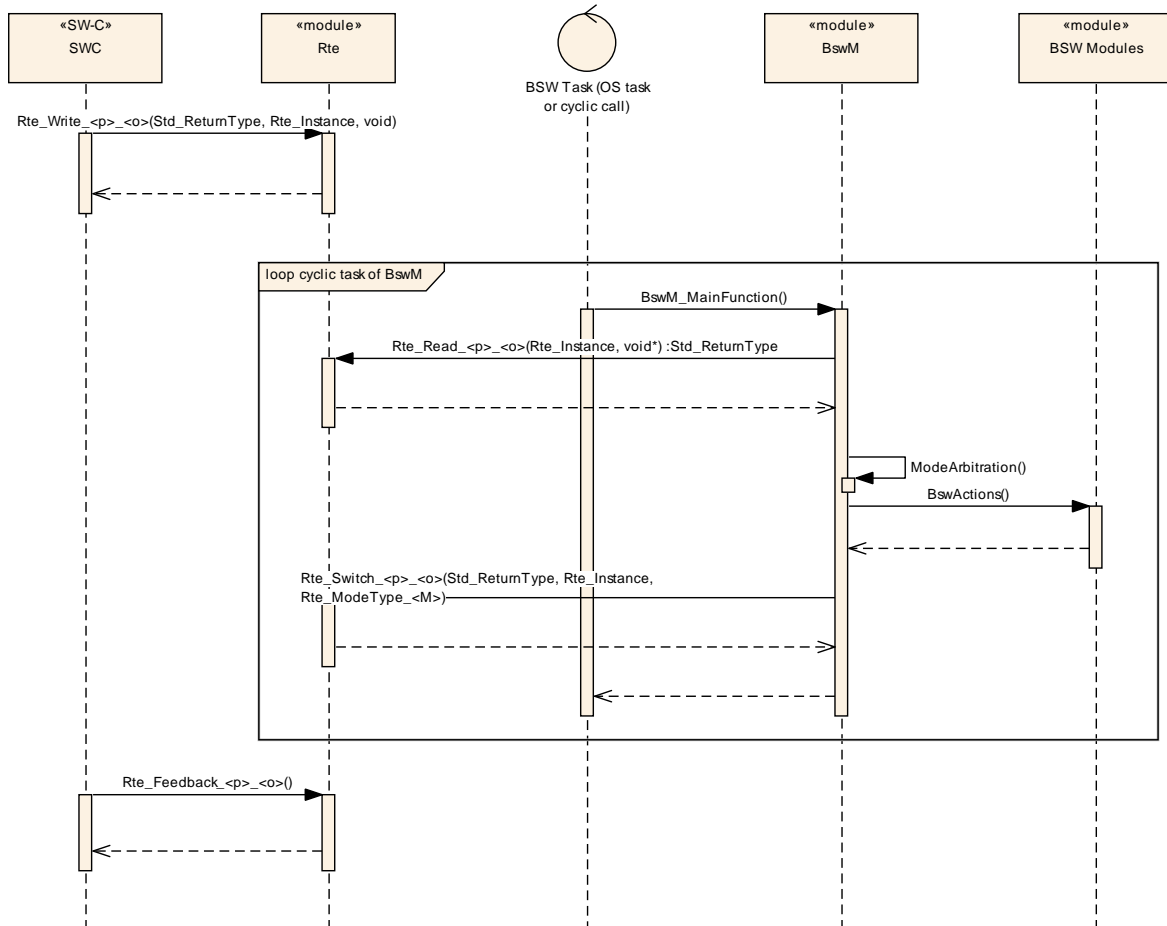 «SW-C»
SWC
«module»
Rte
BSW Task (OS task
or cyclic call)
«module»
BswM
«module»
BSW Modules
Rte_Write_<p>_<o>(Std_ReturnType, Rte_Instance, void)
loop cyclic task of BswM
BswM_MainFunction()
Rte_Read_<p>_<o>(Rte_Instance, void*) :Std_ReturnType
ModeArbitration()
BswActions()
Rte_Switch_<p>_<o>(Std_ReturnType, Rte_Instance,
Rte_ModeType_<M>)
Rte_Feedback_<p>_<o>()